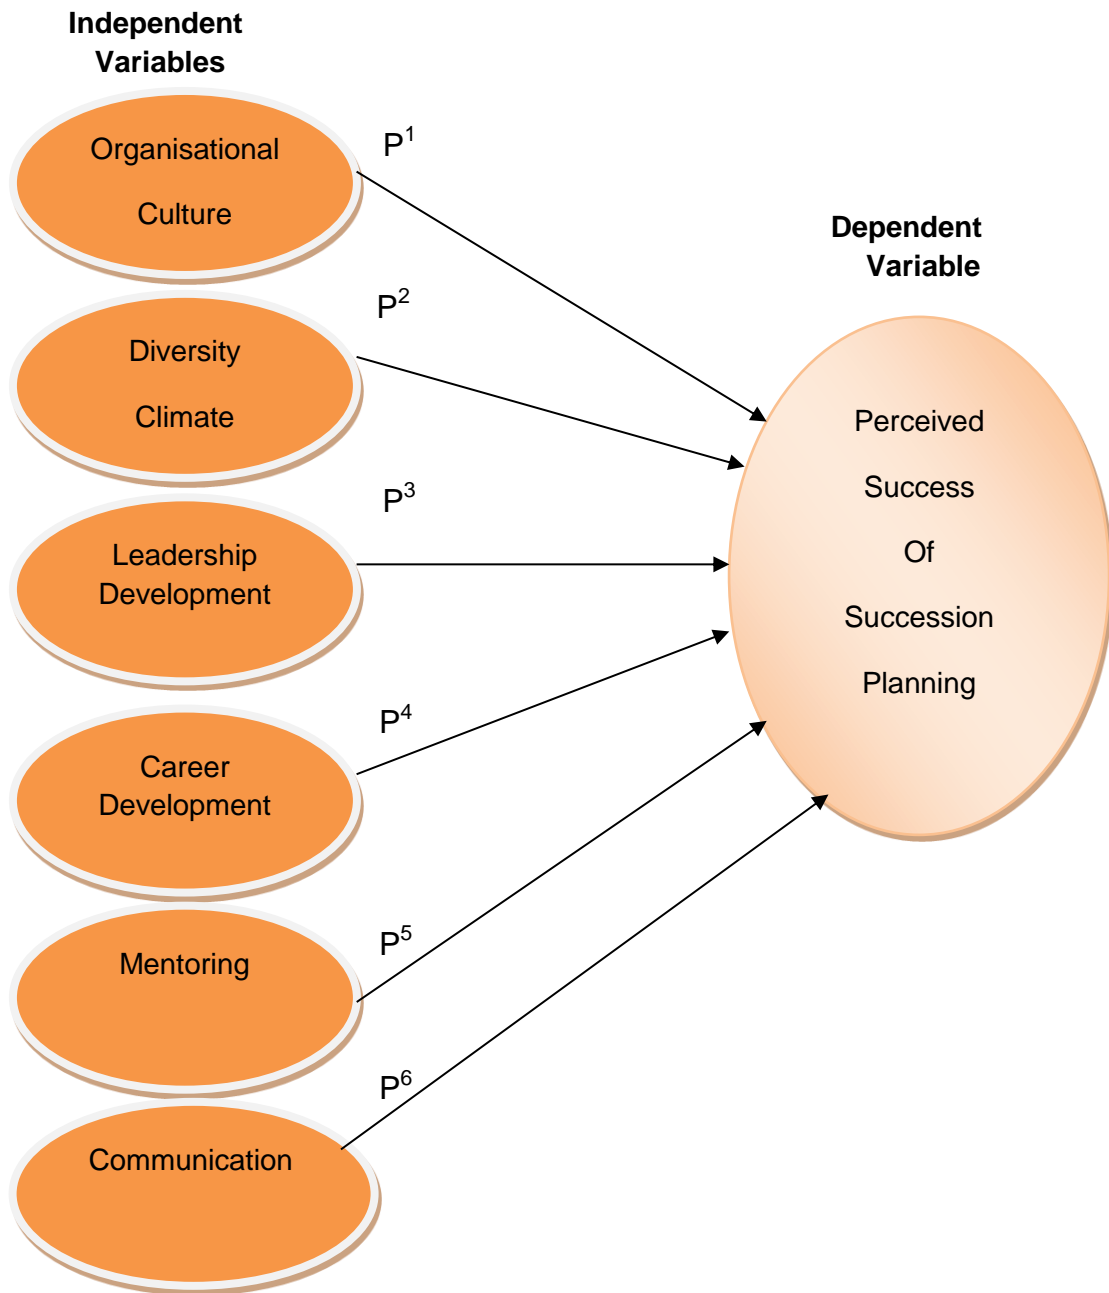 Independent
Variables
Organisational
Culture
P¹
Diversity
Climate
P²
Leadership
Development
P³
Career
Development
P⁴
Mentoring
P⁵
Communication
P⁶
Dependent
Variable
Perceived
Success
Of
Succession
Planning